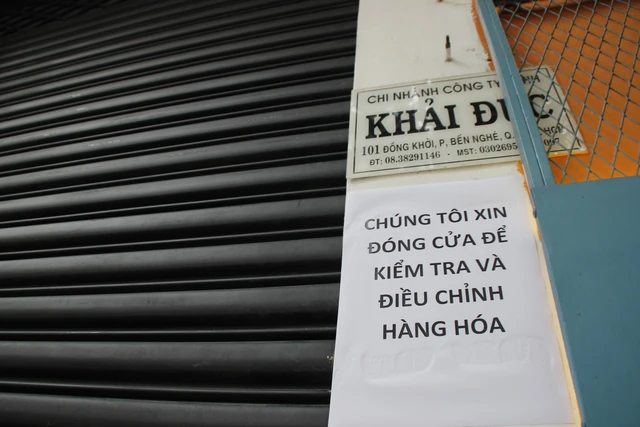 CHI NHÁNH CÔNG TY
KHẢI ĐỨC
101 ĐỒNG KHỞI, P, BẾN NGHÉ, Q.
ĐT: 08.38291146 - MST: 0302695
CHÚNG TÔI XIN
ĐÓNG CỬA ĐỂ
KIỂM TRA VÀ
ĐIỀU CHỈNH
HÀNG HÓA